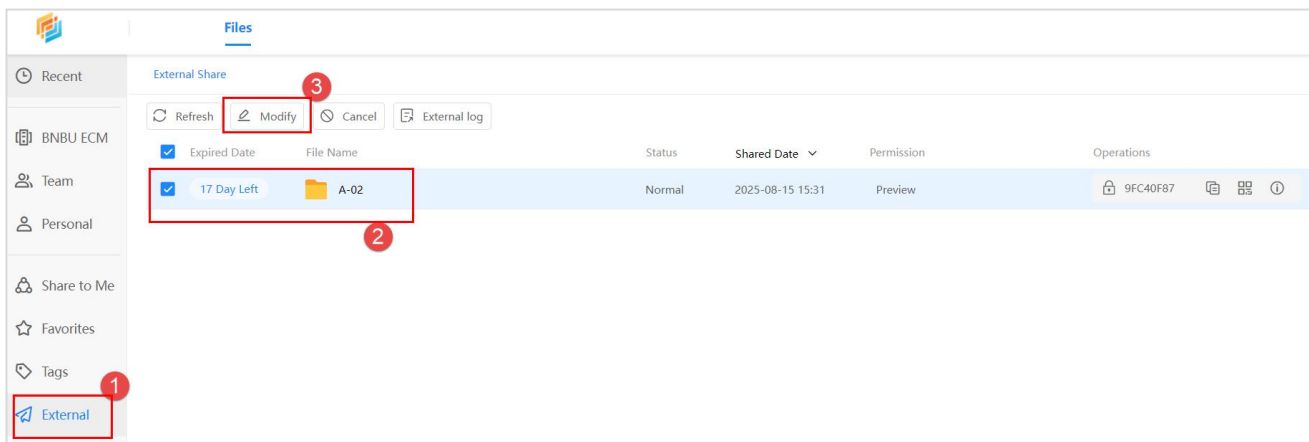 Files
Recent
External Share
3
Refresh Modify Cancel External log
BNBU ECM
Expired Date File Name Status Shared Date Permission Operations
Team
17 Day Left A-02 Normal 2025-08-15 15:31 Preview 9FC40F87
Personal
2
Share to Me
Favorites
Tags
1
External